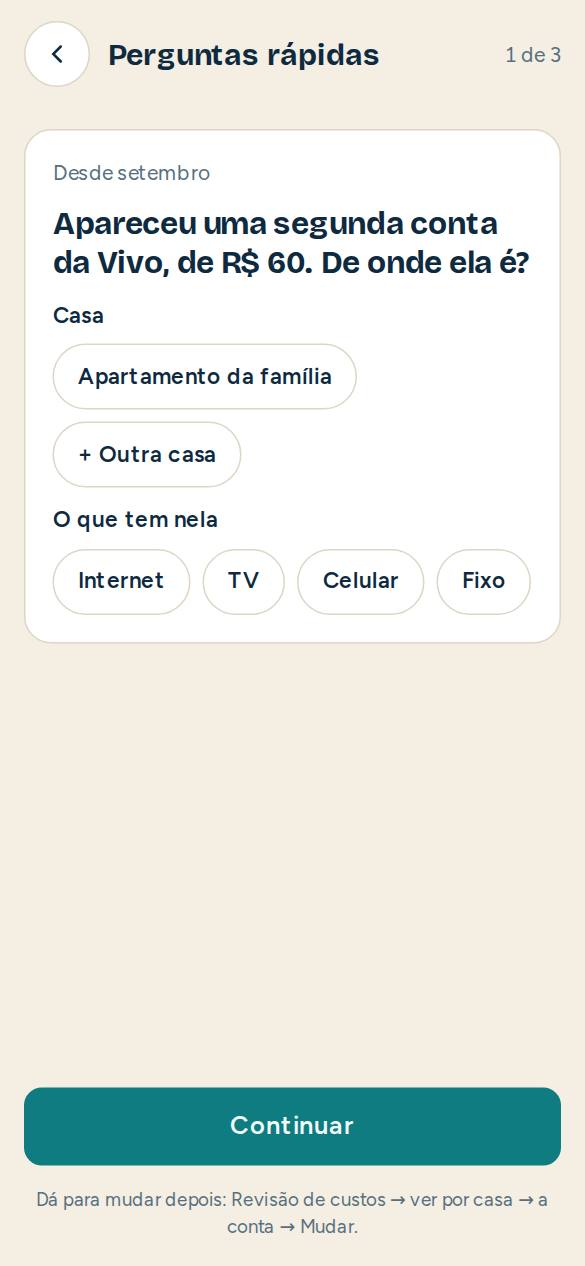 Perguntas rápidas
1 de 3
Desde setembro
Apareceu uma segunda conta
da Vivo, de R$ 60. De onde ela é?
Casa
Apartamento da família
+ Outra casa
O que tem nela
Internet TV Celular Fixo
Continuar
Dá para mudar depois: Revisão de custos → ver por casa → a
conta → Mudar.